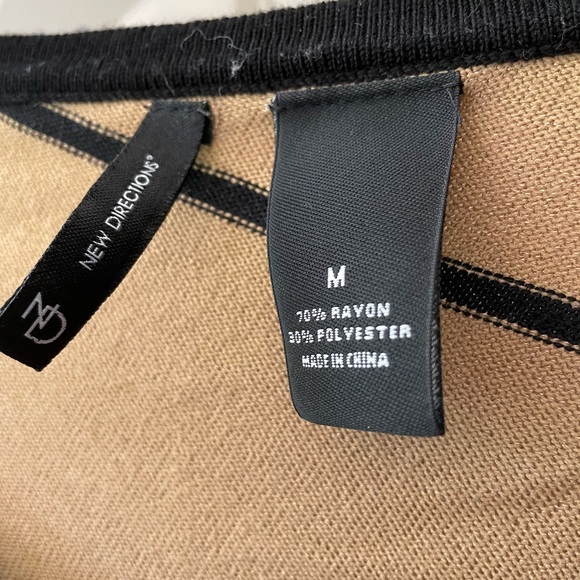 NEW DIRECTIONS®
ND
M
70% RAYON
30% POLYESTER
MADE IN CHINA